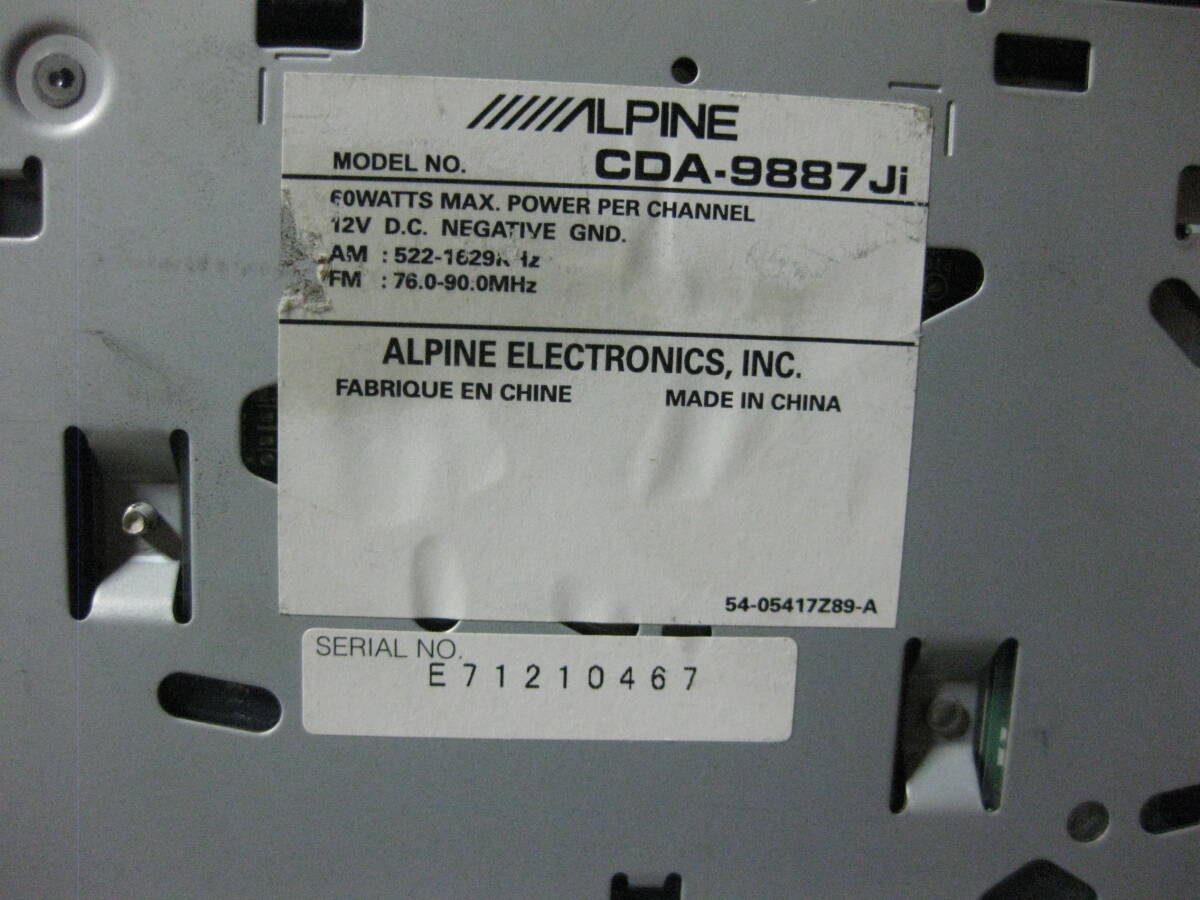 ALPINE
MODEL NO. CDA-9887Ji
60WATTS MAX. POWER PER CHANNEL
12V D.C. NEGATIVE GND.
AM : 522-1629kHz
FM : 76.0-90.0MHz
ALPINE ELECTRONICS, INC.
FABRIQUE EN CHINE MADE IN CHINA
54-05417Z89-A
SERIAL NO.
E71210467